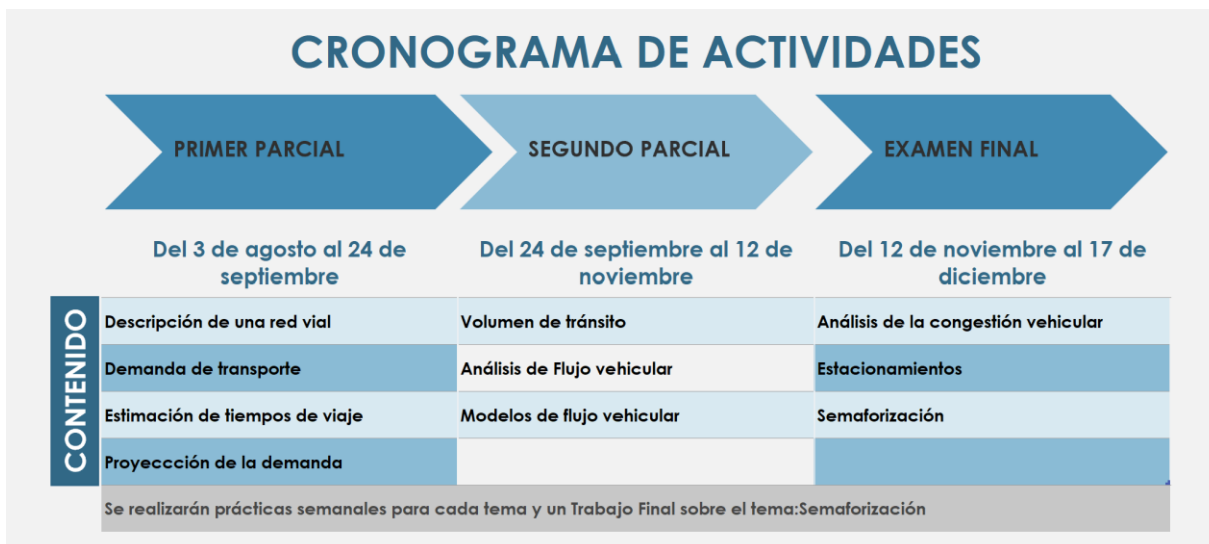 CRONOGRAMA DE ACTIVIDADES
PRIMER PARCIAL
SEGUNDO PARCIAL
EXAMEN FINAL
Del 3 de agosto al 24 de
septiembre
Del 24 de septiembre al 12 de
noviembre
Del 12 de noviembre al 17 de
diciembre
CONTENIDO
Descripción de una red vial
Volumen de tránsito
Análisis de la congestión vehicular
Demanda de transporte
Análisis de Flujo vehicular
Estacionamientos
Estimación de tiempos de viaje
Modelos de flujo vehicular
Semaforización
Proyeccción de la demanda
Se realizarán prácticas semanales para cada tema y un Trabajo Final sobre el tema:Semaforización